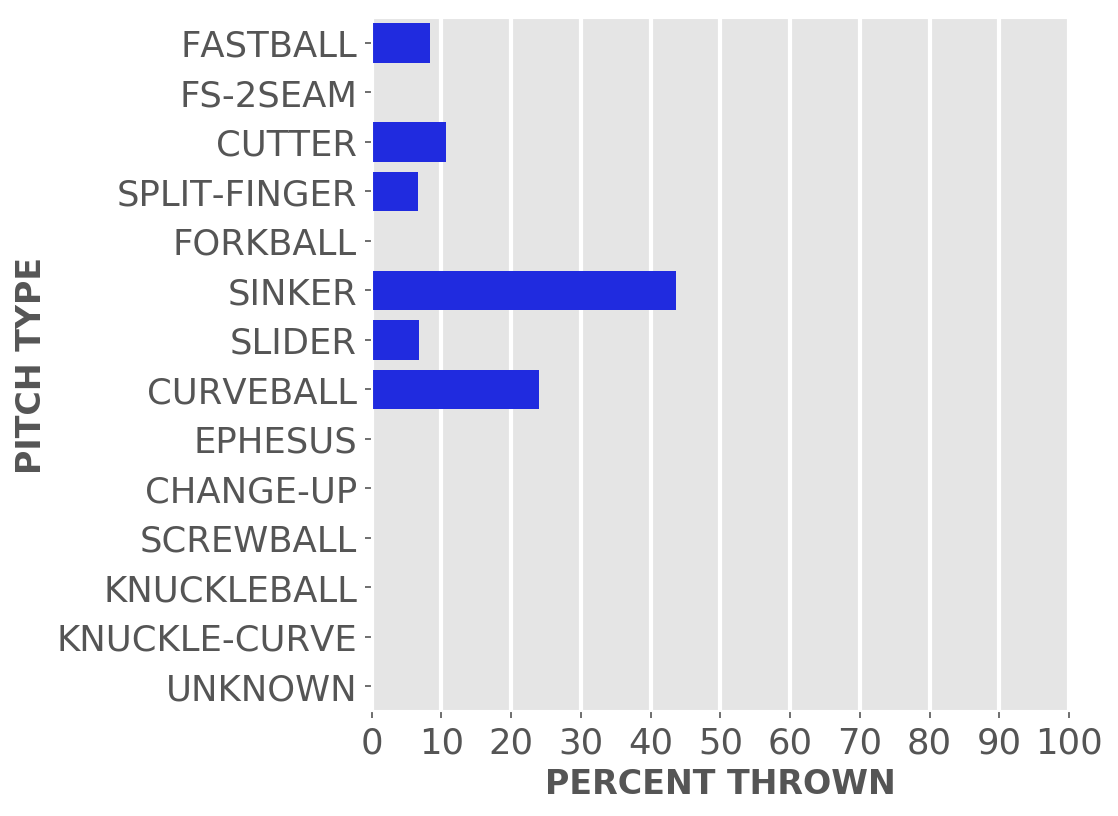 FASTBALL
FS-2SEAM
CUTTER
SPLIT-FINGER
FORKBALL
SINKER
SLIDER
CURVEBALL
EPHESUS
CHANGE-UP
SCREWBALL
KNUCKLEBALL
KNUCKLE-CURVE
UNKNOWN
PITCH TYPE
0 10 20 30 40 50 60 70 80 90 100
PERCENT THROWN